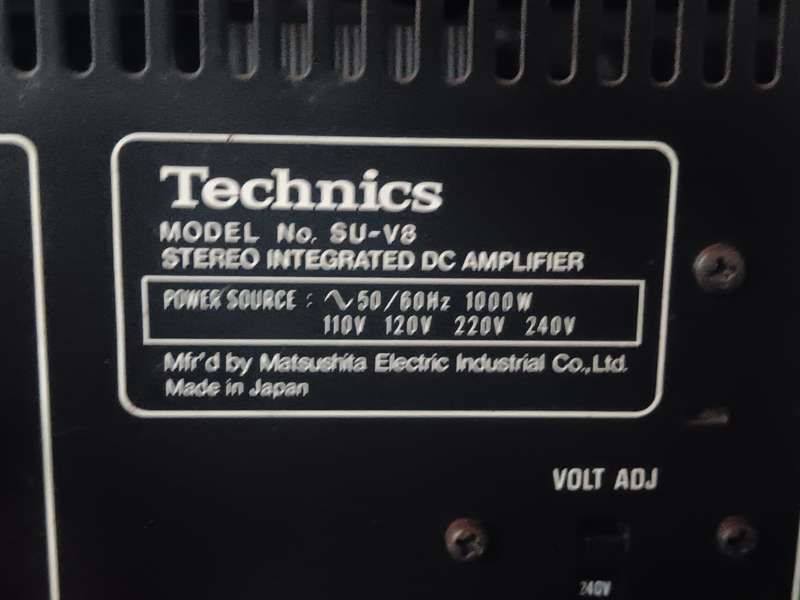 Technics
MODEL No. SU-V8
STEREO INTEGRATED DC AMPLIFIER
POWER SOURCE : ∿50/60Hz 1000W
110V 120V 220V 240V
Mfr'd by Matsushita Electric Industrial Co.,Ltd.
Made in Japan
VOLT ADJ
240V